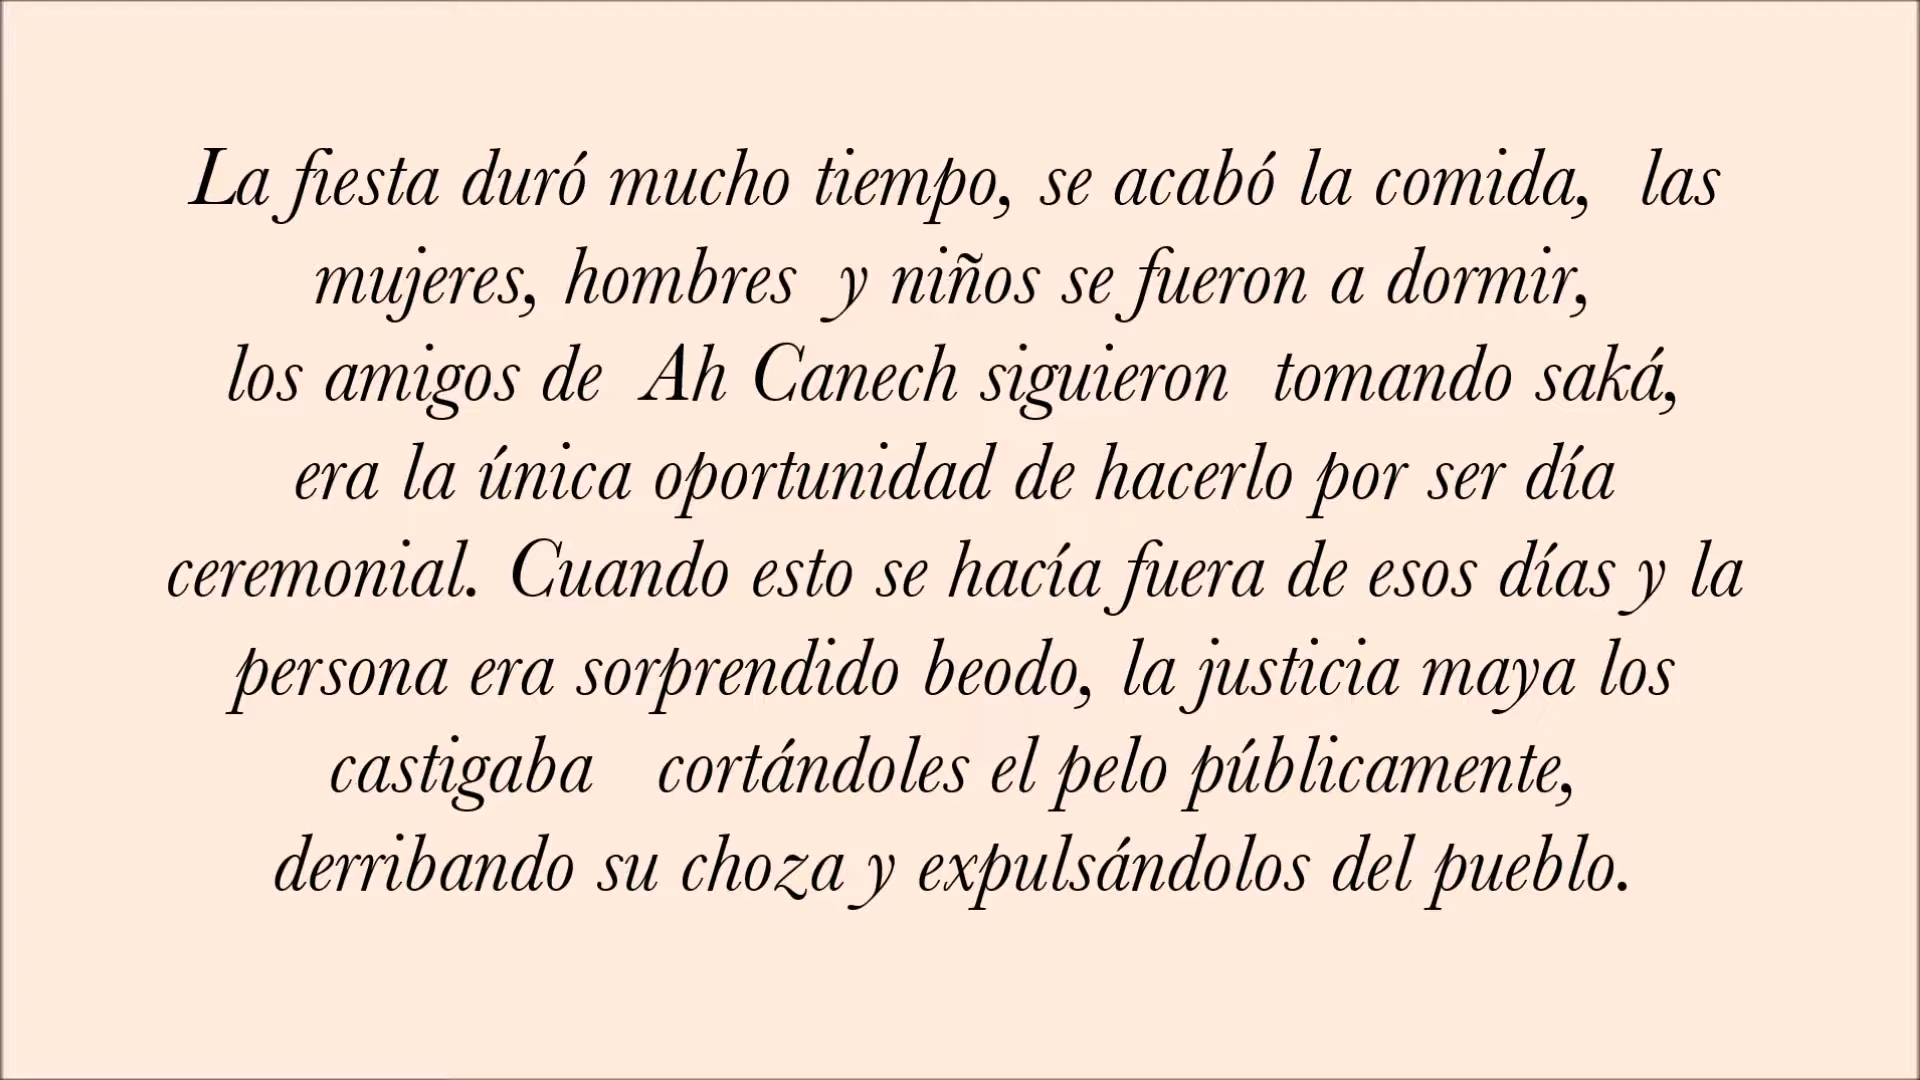 La fiesta duró mucho tiempo, se acabó la comida, las
mujeres, hombres y niños se fueron a dormir,
los amigos de Ah Canech siguieron tomando saká,
era la única oportunidad de hacerlo por ser día
ceremonial. Cuando esto se hacía fuera de esos días y la
persona era sorprendido beodo, la justicia maya los
castigaba cortándoles el pelo públicamente,
derribando su choza y expulsándolos del pueblo.